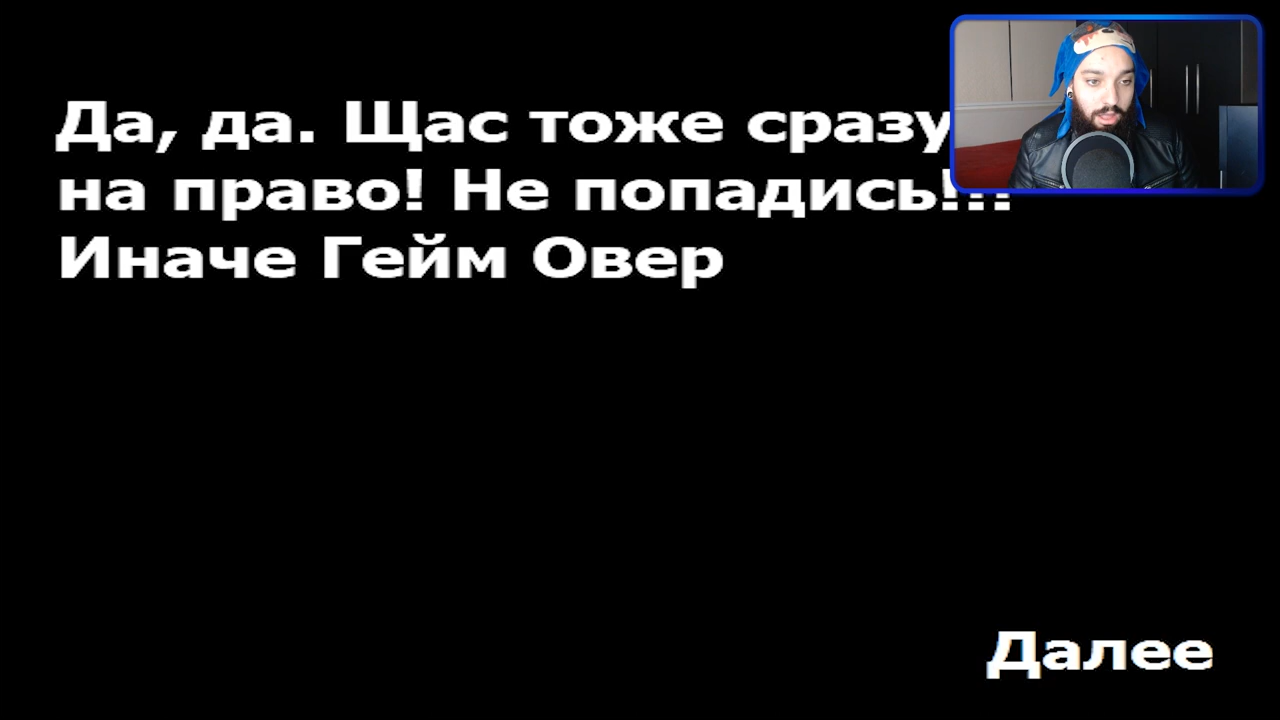 Да, да. Щас тоже сразу
на право! Не попадись!!!
Иначе Гейм Овер
Далее